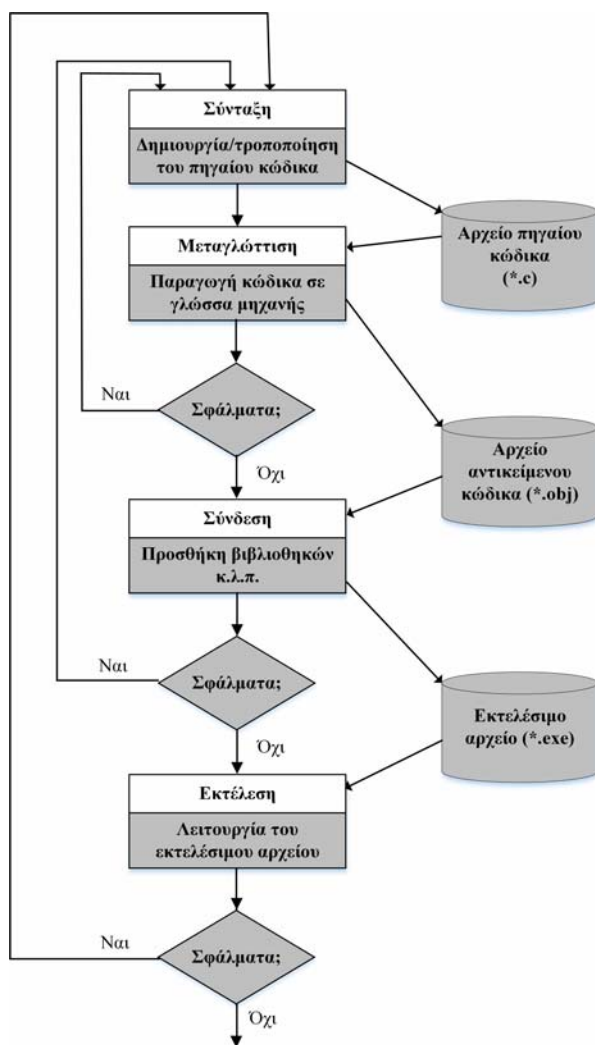 Σύνταξη
Δημιουργία/τροποποίηση
του πηγαίου κώδικα
Αρχείο πηγαίου
κώδικα
(*.c)
Μεταγλώττιση
Παραγωγή κώδικα σε
γλώσσα μηχανής
Ναι
Σφάλματα;
Όχι
Αρχείο
αντικείμενου
κώδικα (*.obj)
Σύνδεση
Προσθήκη βιβλιοθηκών
κ.λ.π.
Ναι
Σφάλματα;
Όχι
Εκτελέσιμο
αρχείο (*.exe)
Εκτέλεση
Λειτουργία του
εκτελέσιμου αρχείου
Ναι
Σφάλματα;
Όχι